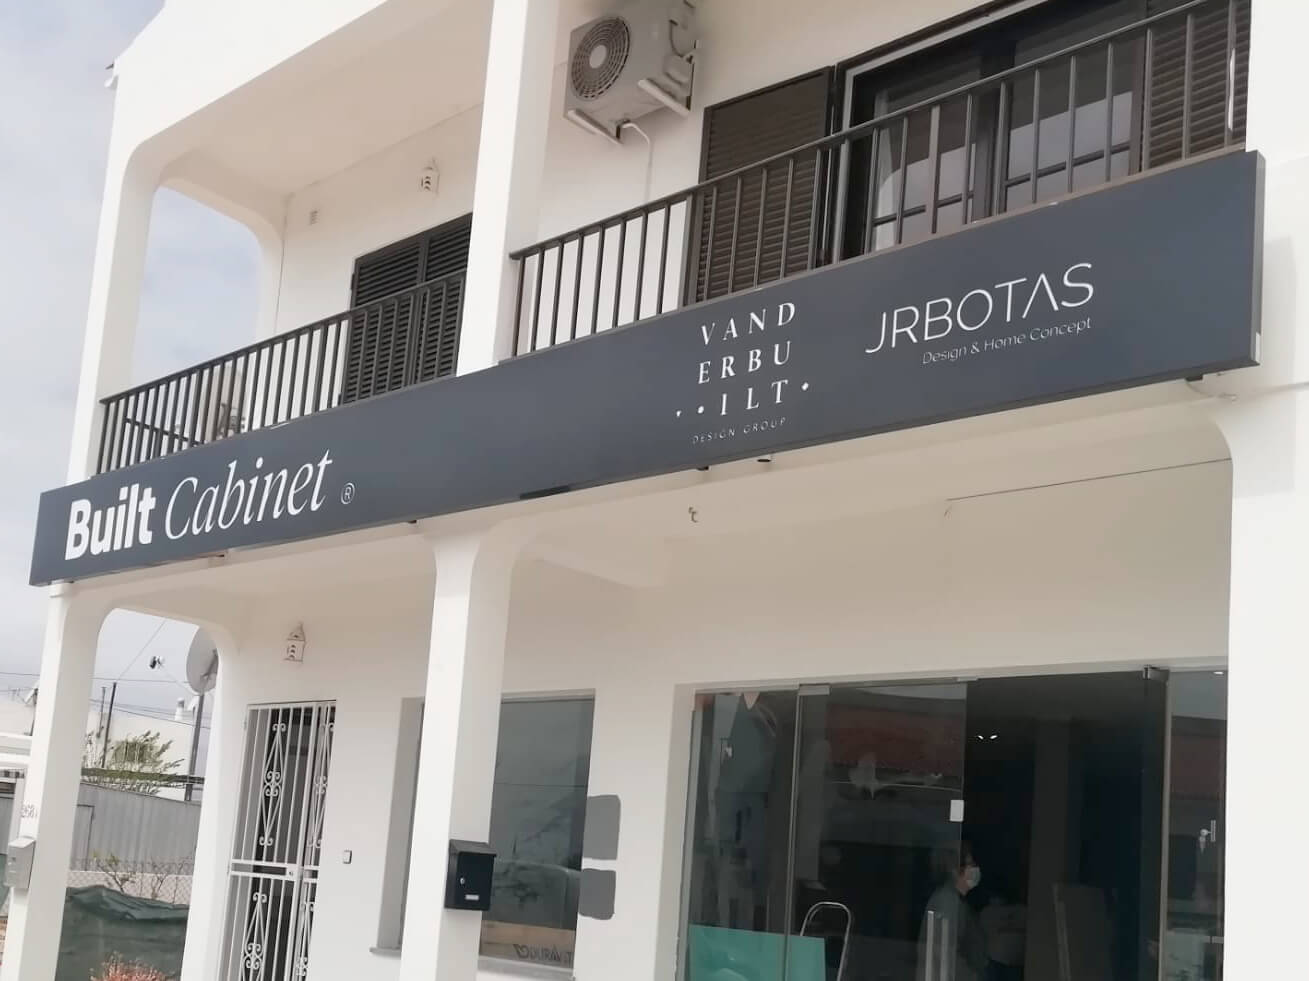 Built Cabinet ®
VAND
ERBU
ILT
DESIGN GROUP
JRBOTAS
Design & Home Concept